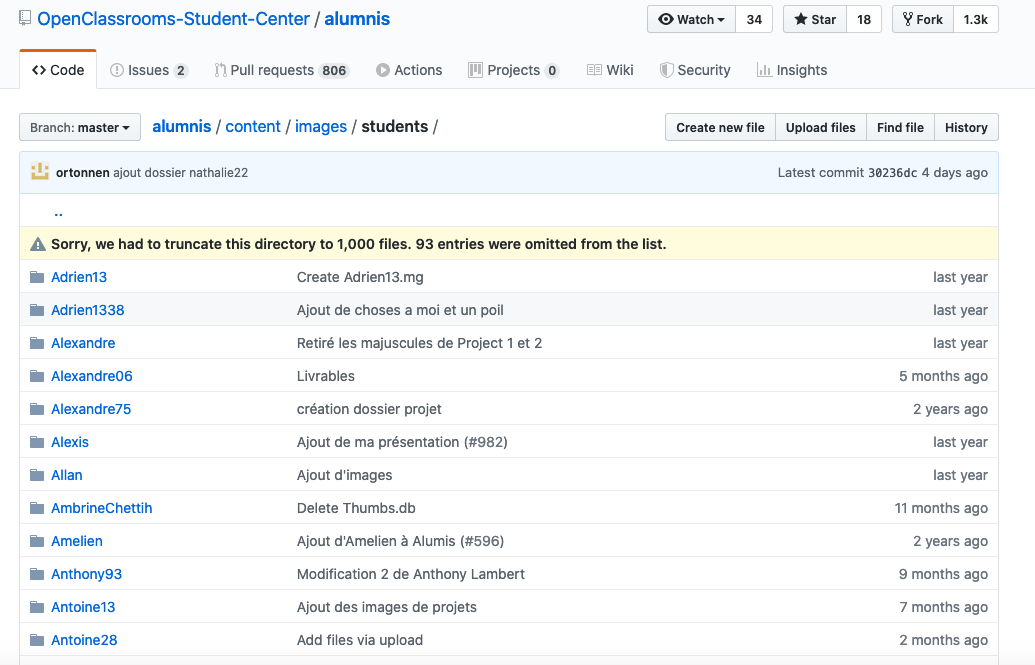 OpenClassrooms-Student-Center / alumnis
Watch 34 Star 18 Fork 1.3k
Code Issues 2 Pull requests 806 Actions Projects 0 Wiki Security Insights
Branch: master alumnis / content / images / students / Create new file Upload files Find file History
ortonnen ajout dossier nathalie22 Latest commit 30236dc 4 days ago
..
Sorry, we had to truncate this directory to 1,000 files. 93 entries were omitted from the list.
Adrien13 Create Adrien13.mg last year
Adrien1338 Ajout de choses a moi et un poil last year
Alexandre Retiré les majuscules de Project 1 et 2 last year
Alexandre06 Livrables 5 months ago
Alexandre75 création dossier projet 2 years ago
Alexis Ajout de ma présentation (#982) last year
Allan Ajout d'images last year
AmbrineChettih Delete Thumbs.db 11 months ago
Amelien Ajout d'Amelien à Alumis (#596) 2 years ago
Anthony93 Modification 2 de Anthony Lambert 9 months ago
Antoine13 Ajout des images de projets 7 months ago
Antoine28 Add files via upload 2 months ago